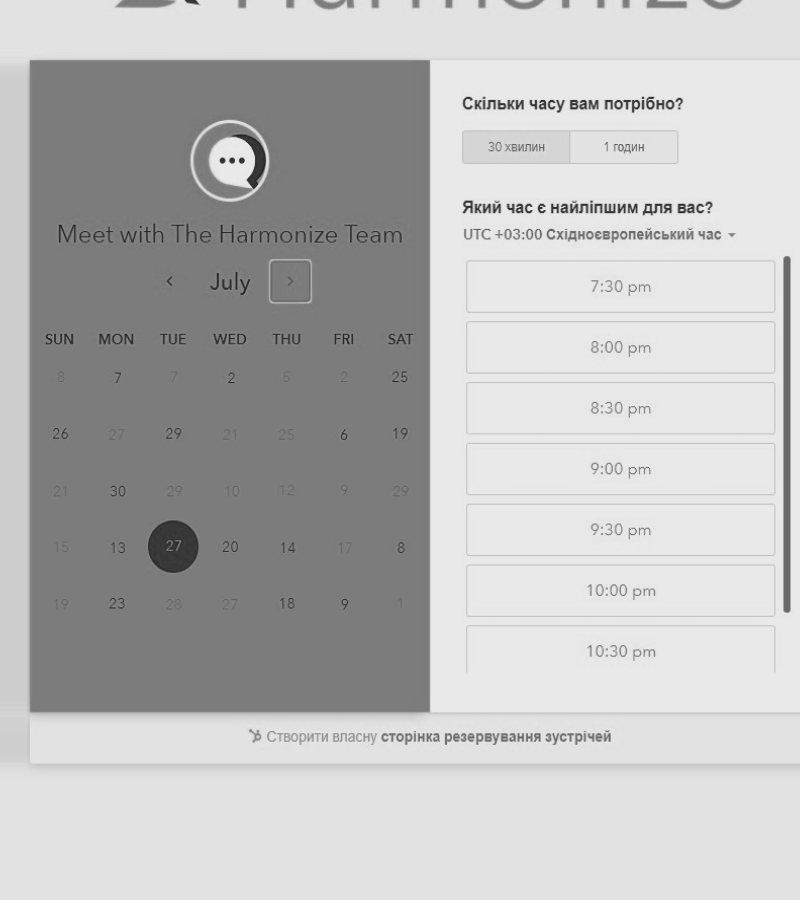 Harmonize
Meet with The Harmonize Team
July
SUN MON TUE WED THU FRI SAT
8 7 7 2 5 2 25
26 27 29 21 25 6 19
21 30 29 10 12 9 29
15 13 27 20 14 17 8
19 23 28 27 18 9 1
Скільки часу вам потрібно?
30 хвилин 1 годин
Який час є найліпшим для вас?
UTC +03:00 Східноєвропейський час
7:30 pm
8:00 pm
8:30 pm
9:00 pm
9:30 pm
10:00 pm
10:30 pm
Створити власну сторінка резервування зустрічей